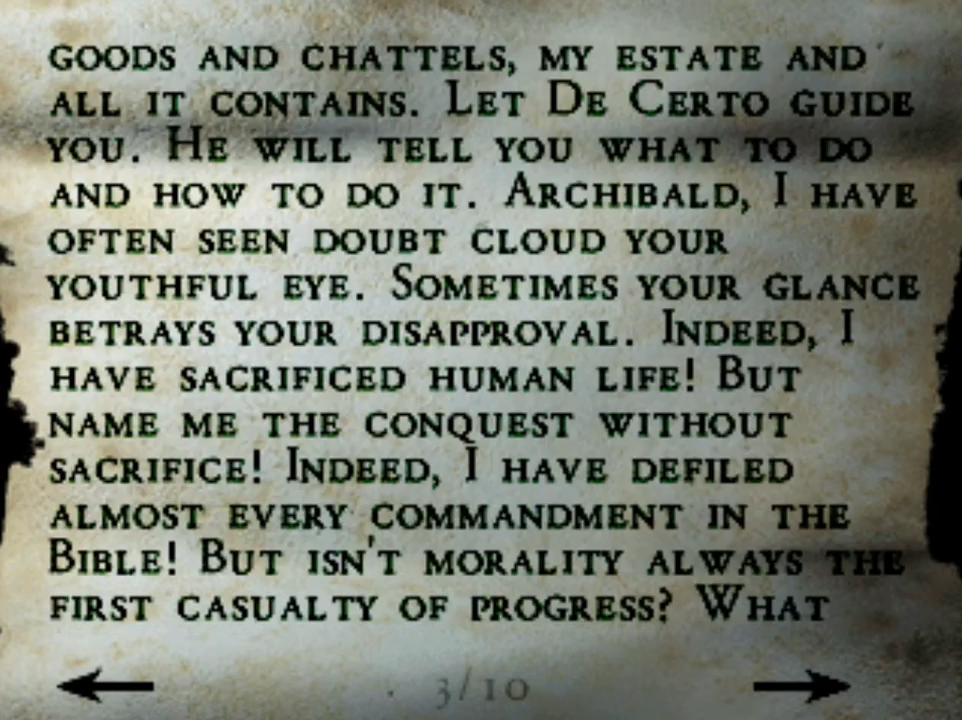 GOODS AND CHATTELS, MY ESTATE AND
ALL IT CONTAINS. LET DE CERTO GUIDE
YOU. HE WILL TELL YOU WHAT TO DO
AND HOW TO DO IT. ARCHIBALD, I HAVE
OFTEN SEEN DOUBT CLOUD YOUR
YOUTHFUL EYE. SOMETIMES YOUR GLANCE
BETRAYS YOUR DISAPPROVAL. INDEED, I
HAVE SACRIFICED HUMAN LIFE! BUT
NAME ME THE CONQUEST WITHOUT
SACRIFICE! INDEED, I HAVE DEFILED
ALMOST EVERY COMMANDMENT IN THE
BIBLE! BUT ISN'T MORALITY ALWAYS THE
FIRST CASUALTY OF PROGRESS? WHAT
3/10